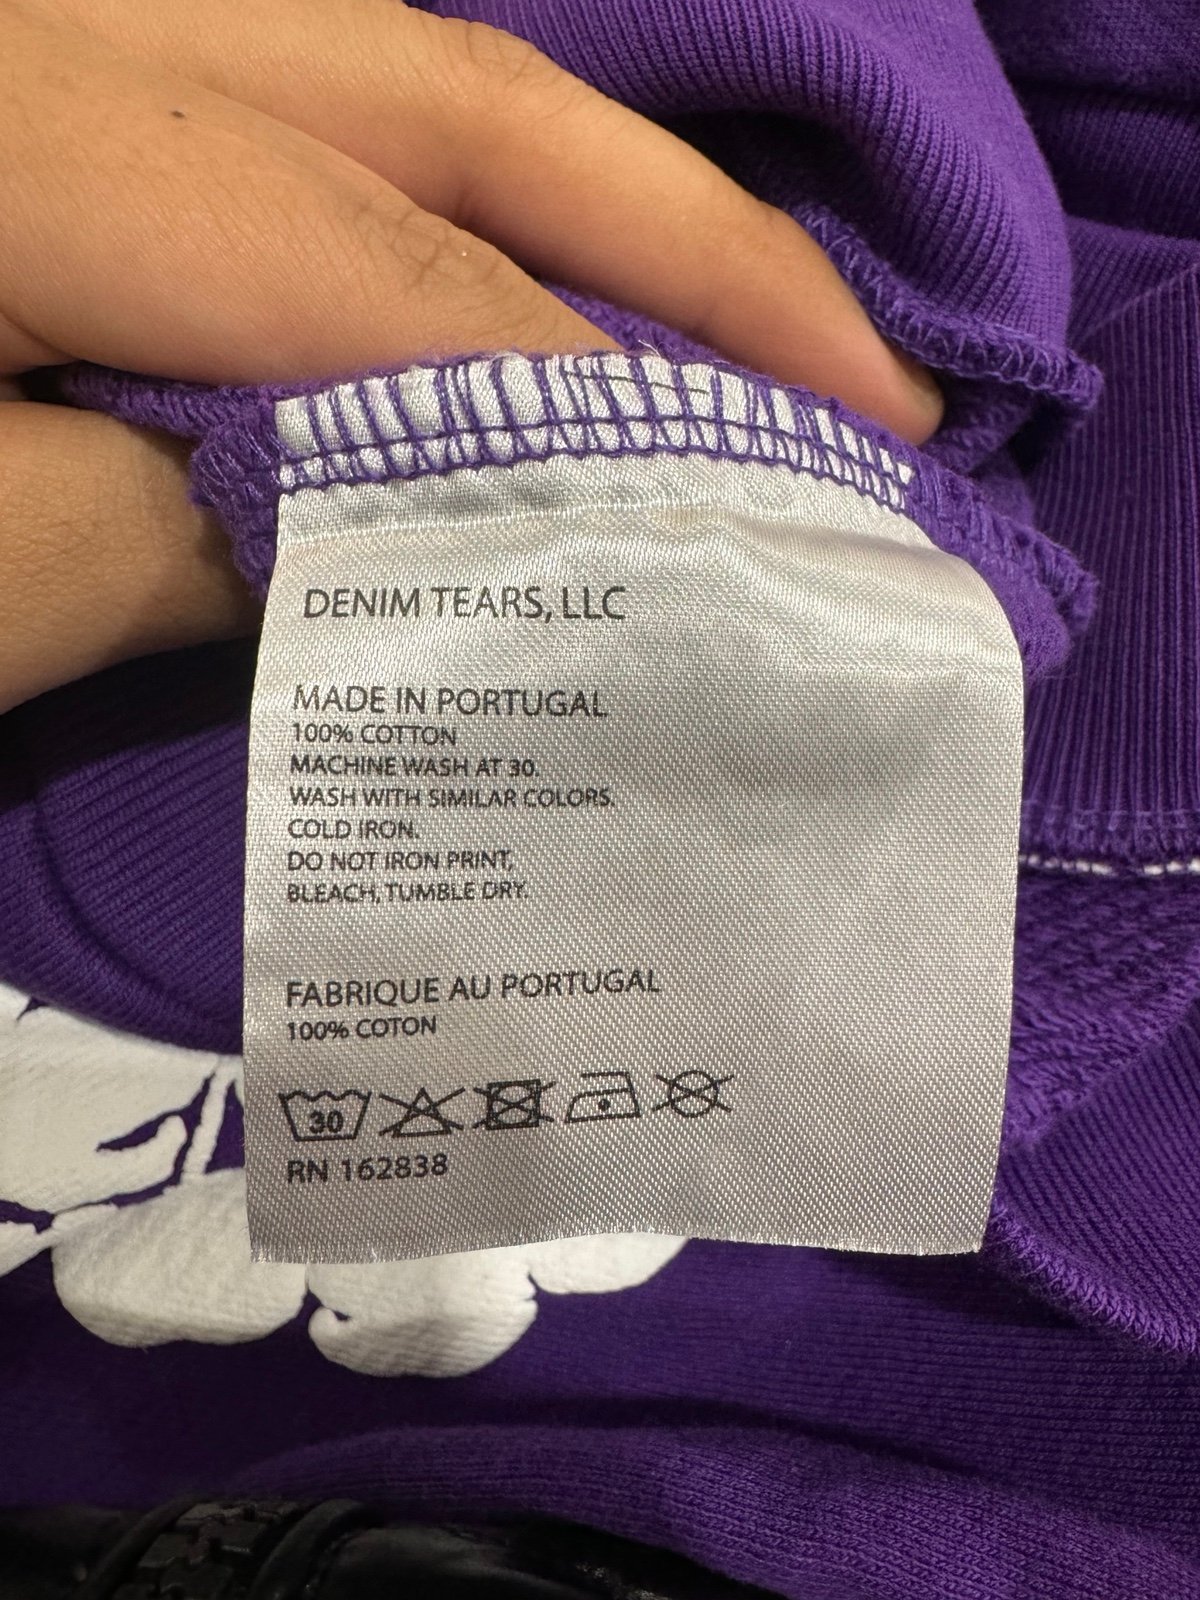 DENIM TEARS, LLC
MADE IN PORTUGAL
100% COTTON
MACHINE WASH AT 30.
WASH WITH SIMILAR COLORS.
COLD IRON.
DO NOT IRON PRINT,
BLEACH, TUMBLE DRY.
FABRIQUE AU PORTUGAL
100% COTON
30
RN 162838